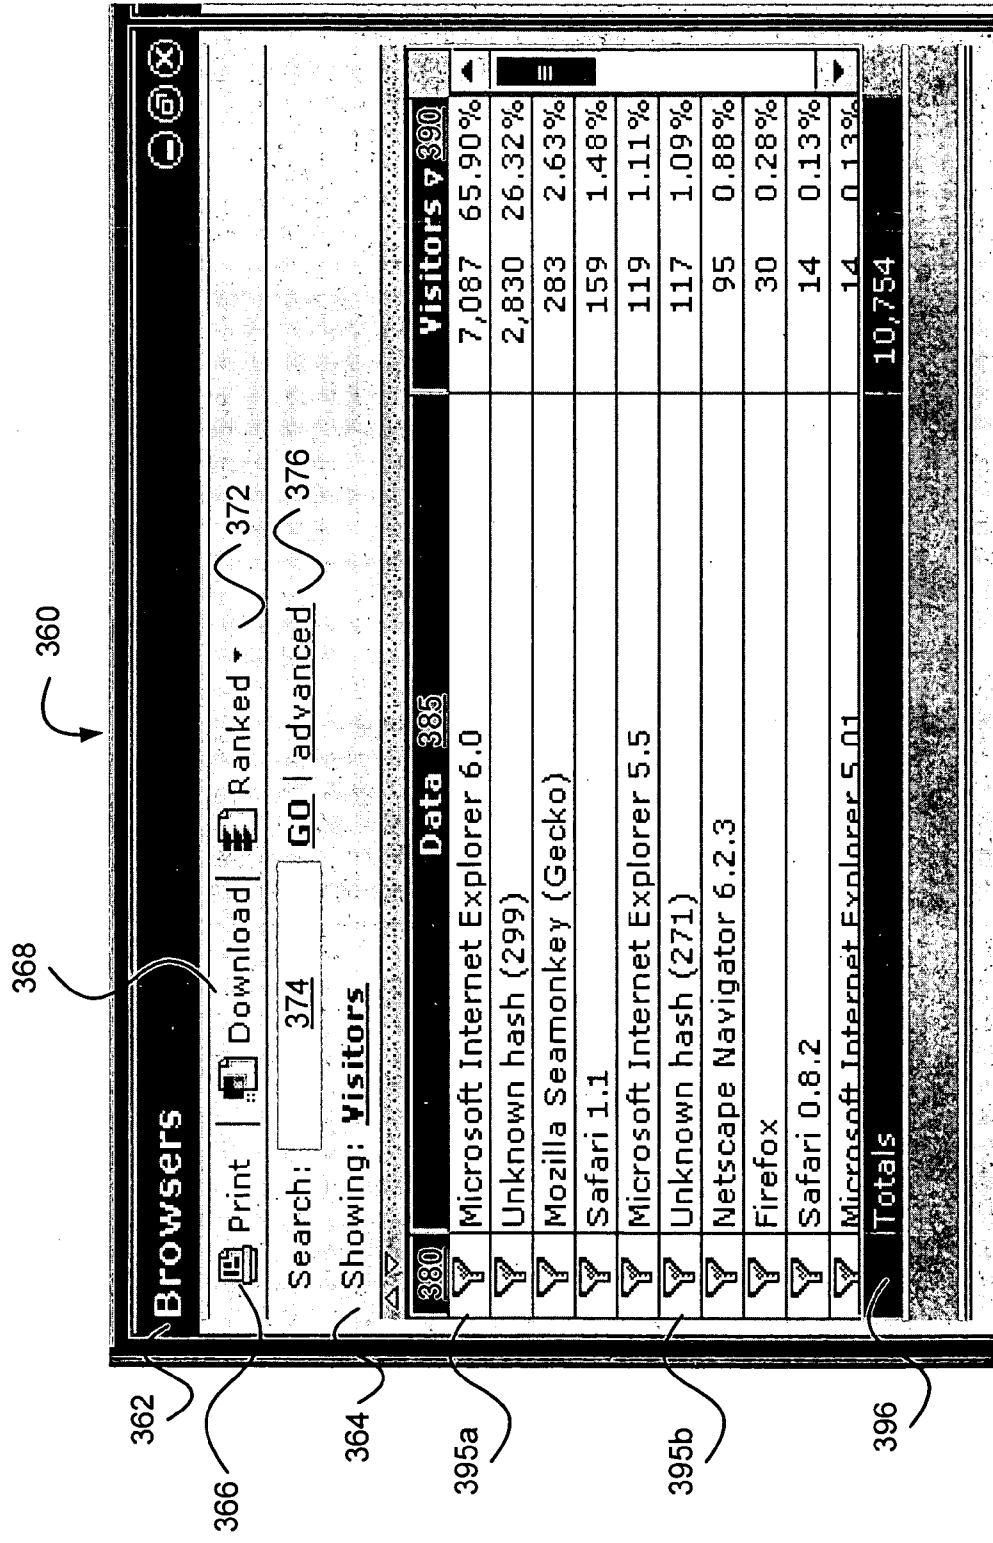 360
368
362
Browsers
366
Print | Download | Ranked
372
Search: 374 GO | advanced
376
364
Showing: Visitors
380 Data 385 Visitors ▽ 390
395a
Microsoft Internet Explorer 6.0 7,087 65.90%
Unknown hash (299) 2,830 26.32%
Mozilla Seamonkey (Gecko) 283 2.63%
Safari 1.1 159 1.48%
Microsoft Internet Explorer 5.5 119 1.11%
395b
Unknown hash (271) 117 1.09%
Netscape Navigator 6.2.3 95 0.88%
Firefox 30 0.28%
Safari 0.8.2 14 0.13%
Microsoft Internet Explorer 5.01 14 0.13%
396
Totals 10,754